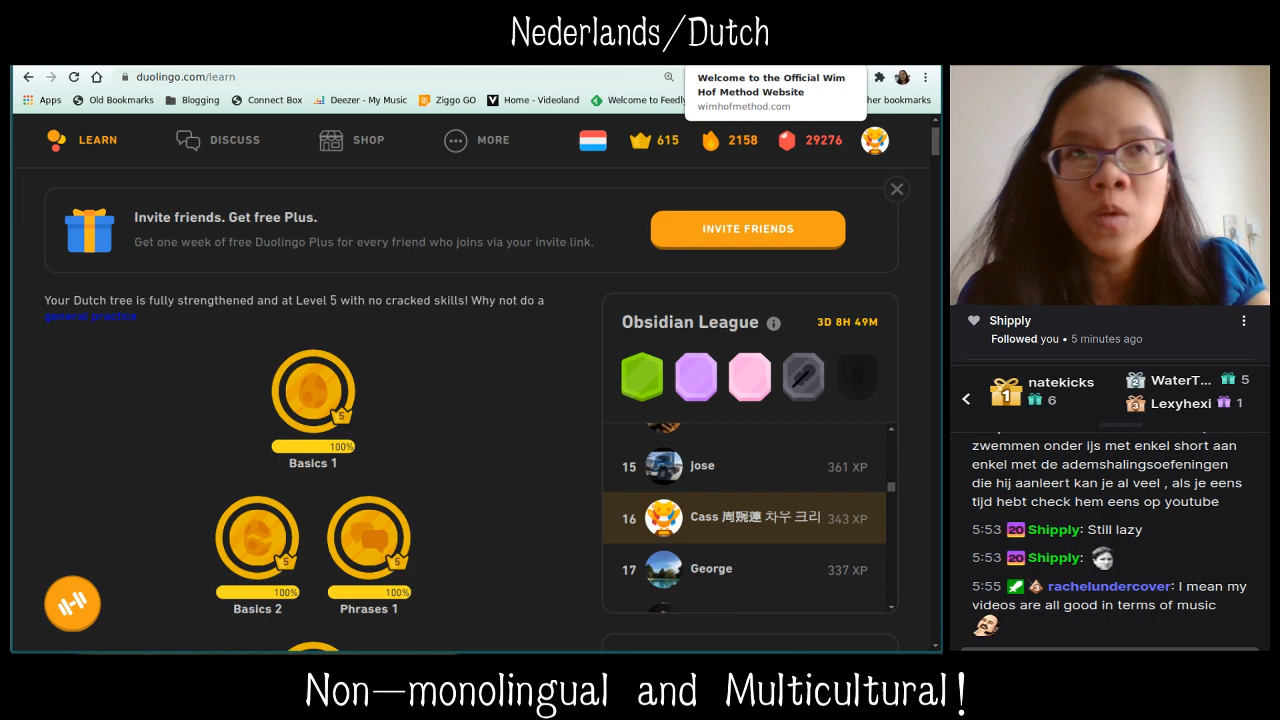 Nederlands/Dutch
duolingo.com/learn
Welcome to the Official Wim
Hof Method Website
wimhofmethod.com
Apps
Old Bookmarks
Blogging
Connect Box
Deezer - My Music
Ziggo GO
Home - Videoland
Welcome to Feedly
her bookmarks
LEARN
DISCUSS
SHOP
MORE
615
2158
29276
Invite friends. Get free Plus.
Get one week of free Duolingo Plus for every friend who joins via your invite link.
INVITE FRIENDS
Your Dutch tree is fully strengthened and at Level 5 with no cracked skills! Why not do a
general practice
5
100%
Basics 1
5
100%
Basics 2
5
100%
Phrases 1
Obsidian League
3D 8H 49M
15 Jose 361 XP
16 Cass 周琬蓮 차우 크리 343 XP
17 George 337 XP
Shipply
Followed you • 5 minutes ago
1 natekicks
6
2 WaterT... 5
3 Lexyhexi 1
zwemmen onder ijs met enkel short aan
enkel met de ademshalingsoefeningen
die hij aanleert kan je al veel , als je eens
tijd hebt check hem eens op youtube
5:53 20 Shipply: Still lazy
5:53 20 Shipply:
5:55 3 rachelundercover: I mean my
videos are all good in terms of music
Non—monolingual and Multicultural!